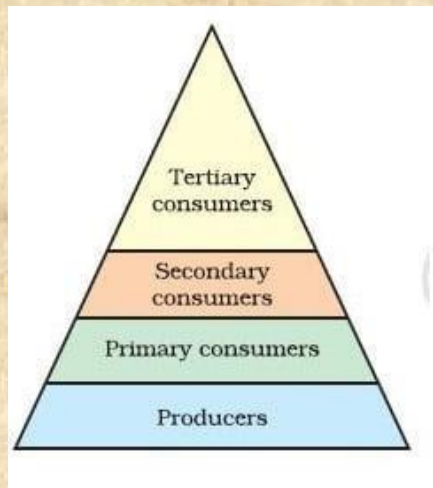 Tertiary
consumers
Secondary
consumers
Primary consumers
Producers